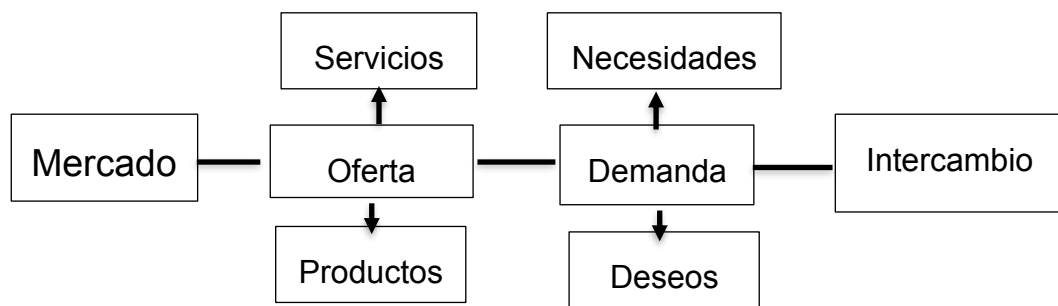 Servicios
Necesidades
Mercado
Oferta
Demanda
Intercambio
Productos
Deseos